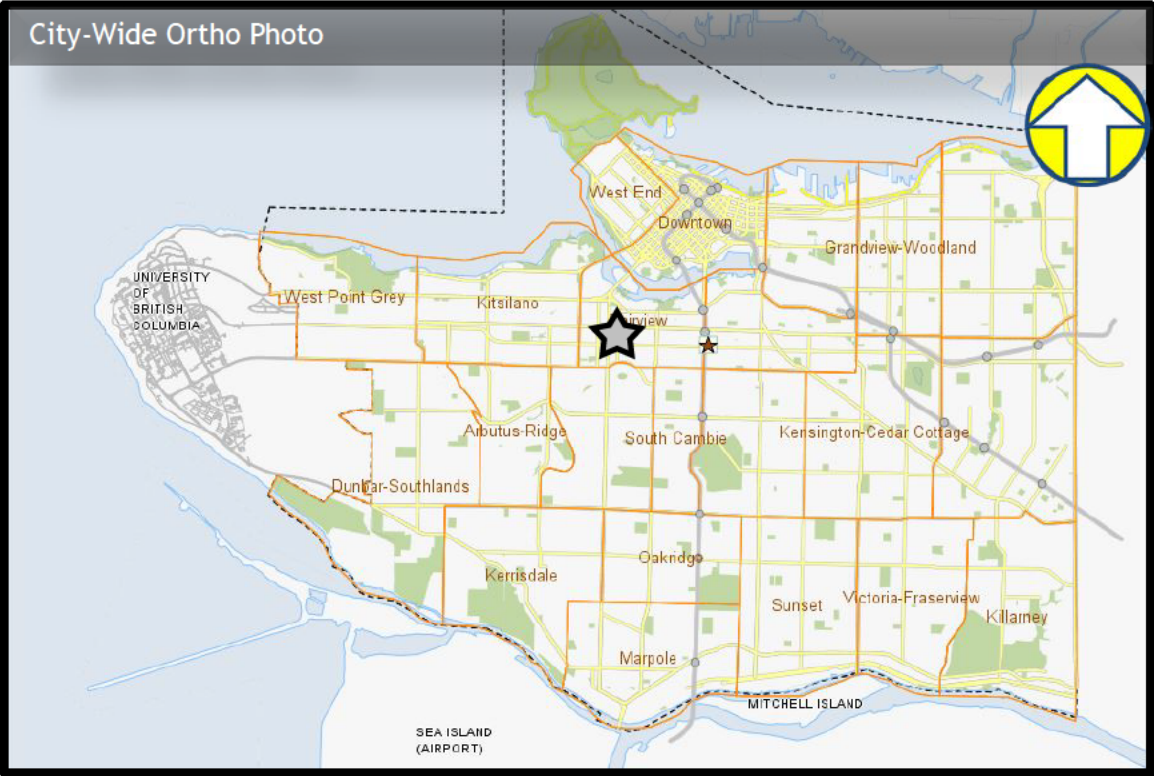 City-Wide Ortho Photo
West End
Downtown
Grandview-Woodland
UNIVERSITY
OF
BRITISH
COLUMBIA
West Point Grey
Kitsilano
irview
Arbutus-Ridge
South Cambie
Kensington-Cedar Cottage
Dunbar-Southlands
Oakridge
Kerrisdale
Sunset
Victoria-Fraserview
Killarney
Marpole
MITCHELL ISLAND
SEA ISLAND
(AIRPORT)